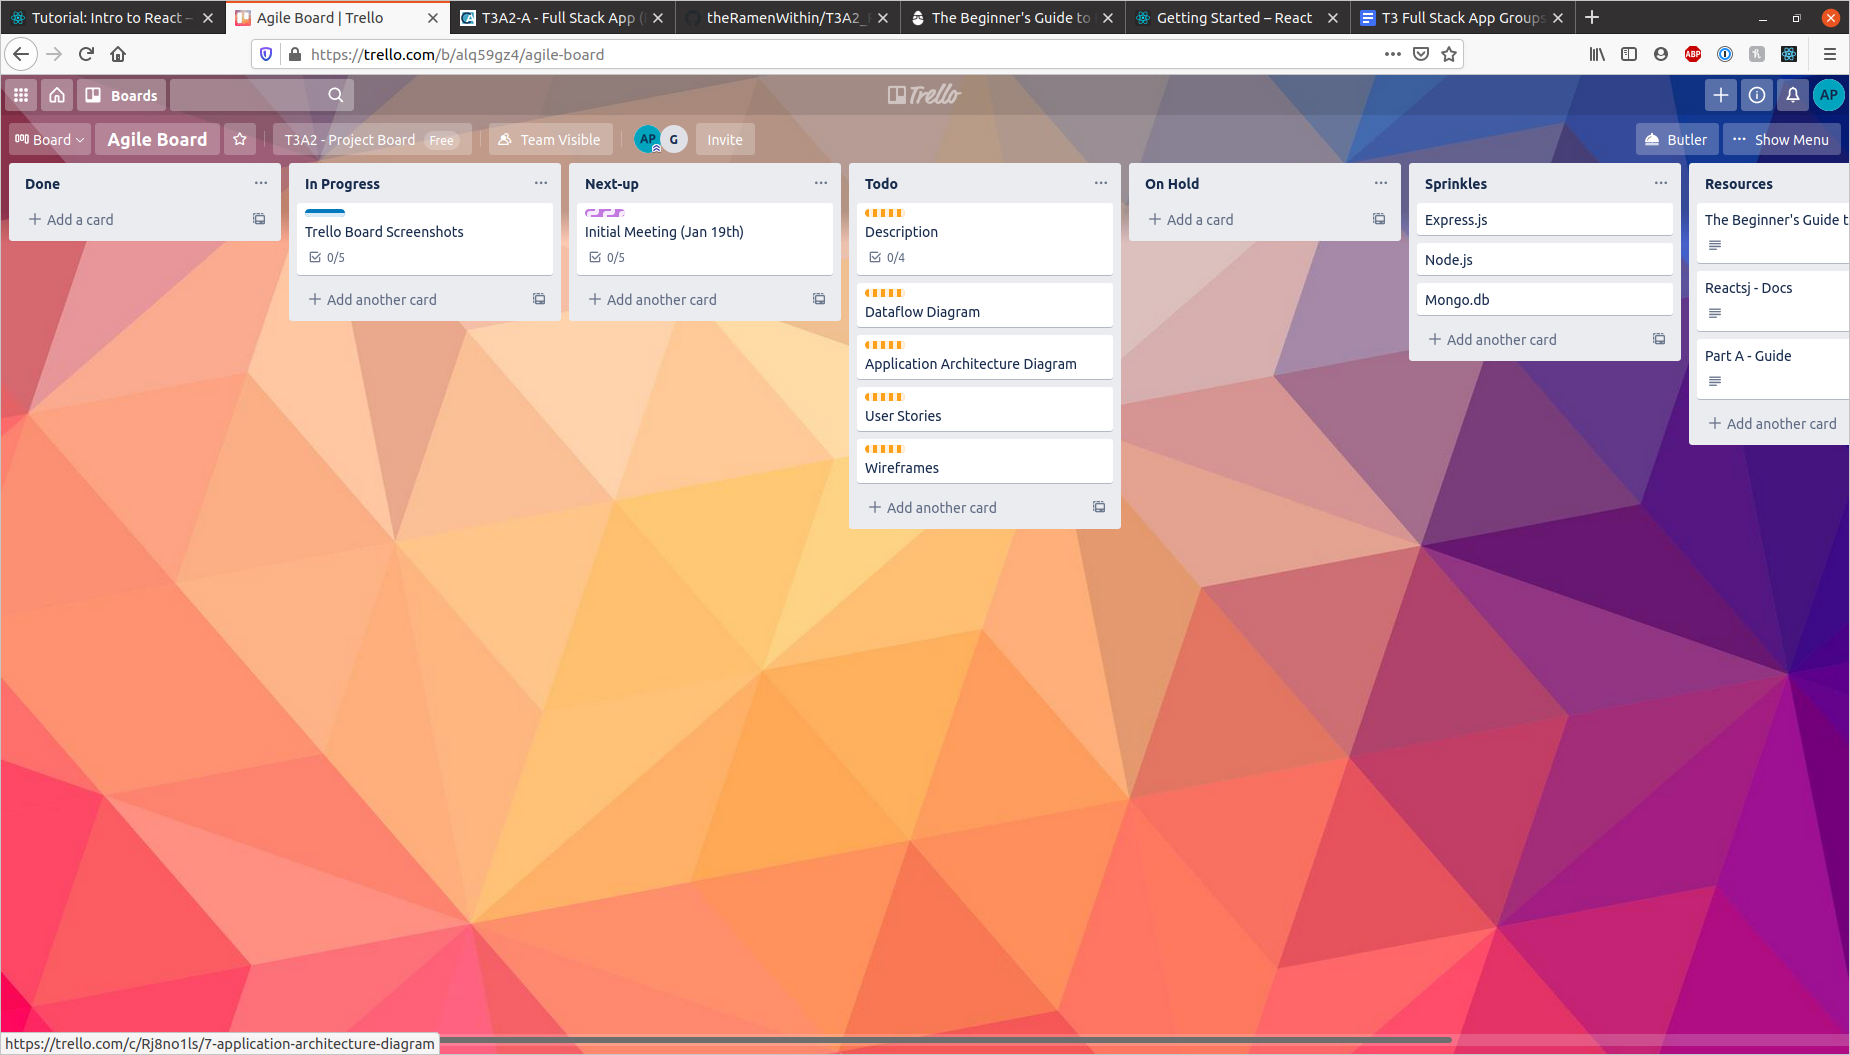 Tutorial: Intro to React –
Agile Board | Trello
T3A2-A - Full Stack App (
theRamenWithin/T3A2_
The Beginner's Guide to
Getting Started – React
T3 Full Stack App Groups
https://trello.com/b/alq59gz4/agile-board
ABP
Boards
Trello
AP
Board
Agile Board
T3A2 - Project Board Free
Team Visible
AP
G
Invite
Butler
Show Menu
Done
Add a card
In Progress
Trello Board Screenshots
0/5
Add another card
Next-up
Initial Meeting (Jan 19th)
0/5
Add another card
Todo
Description
0/4
Dataflow Diagram
Application Architecture Diagram
User Stories
Wireframes
Add another card
On Hold
Add a card
Sprinkles
Express.js
Node.js
Mongo.db
Add another card
Resources
The Beginner's Guide t
Reactsj - Docs
Part A - Guide
Add another card
https://trello.com/c/Rj8no1ls/7-application-architecture-diagram